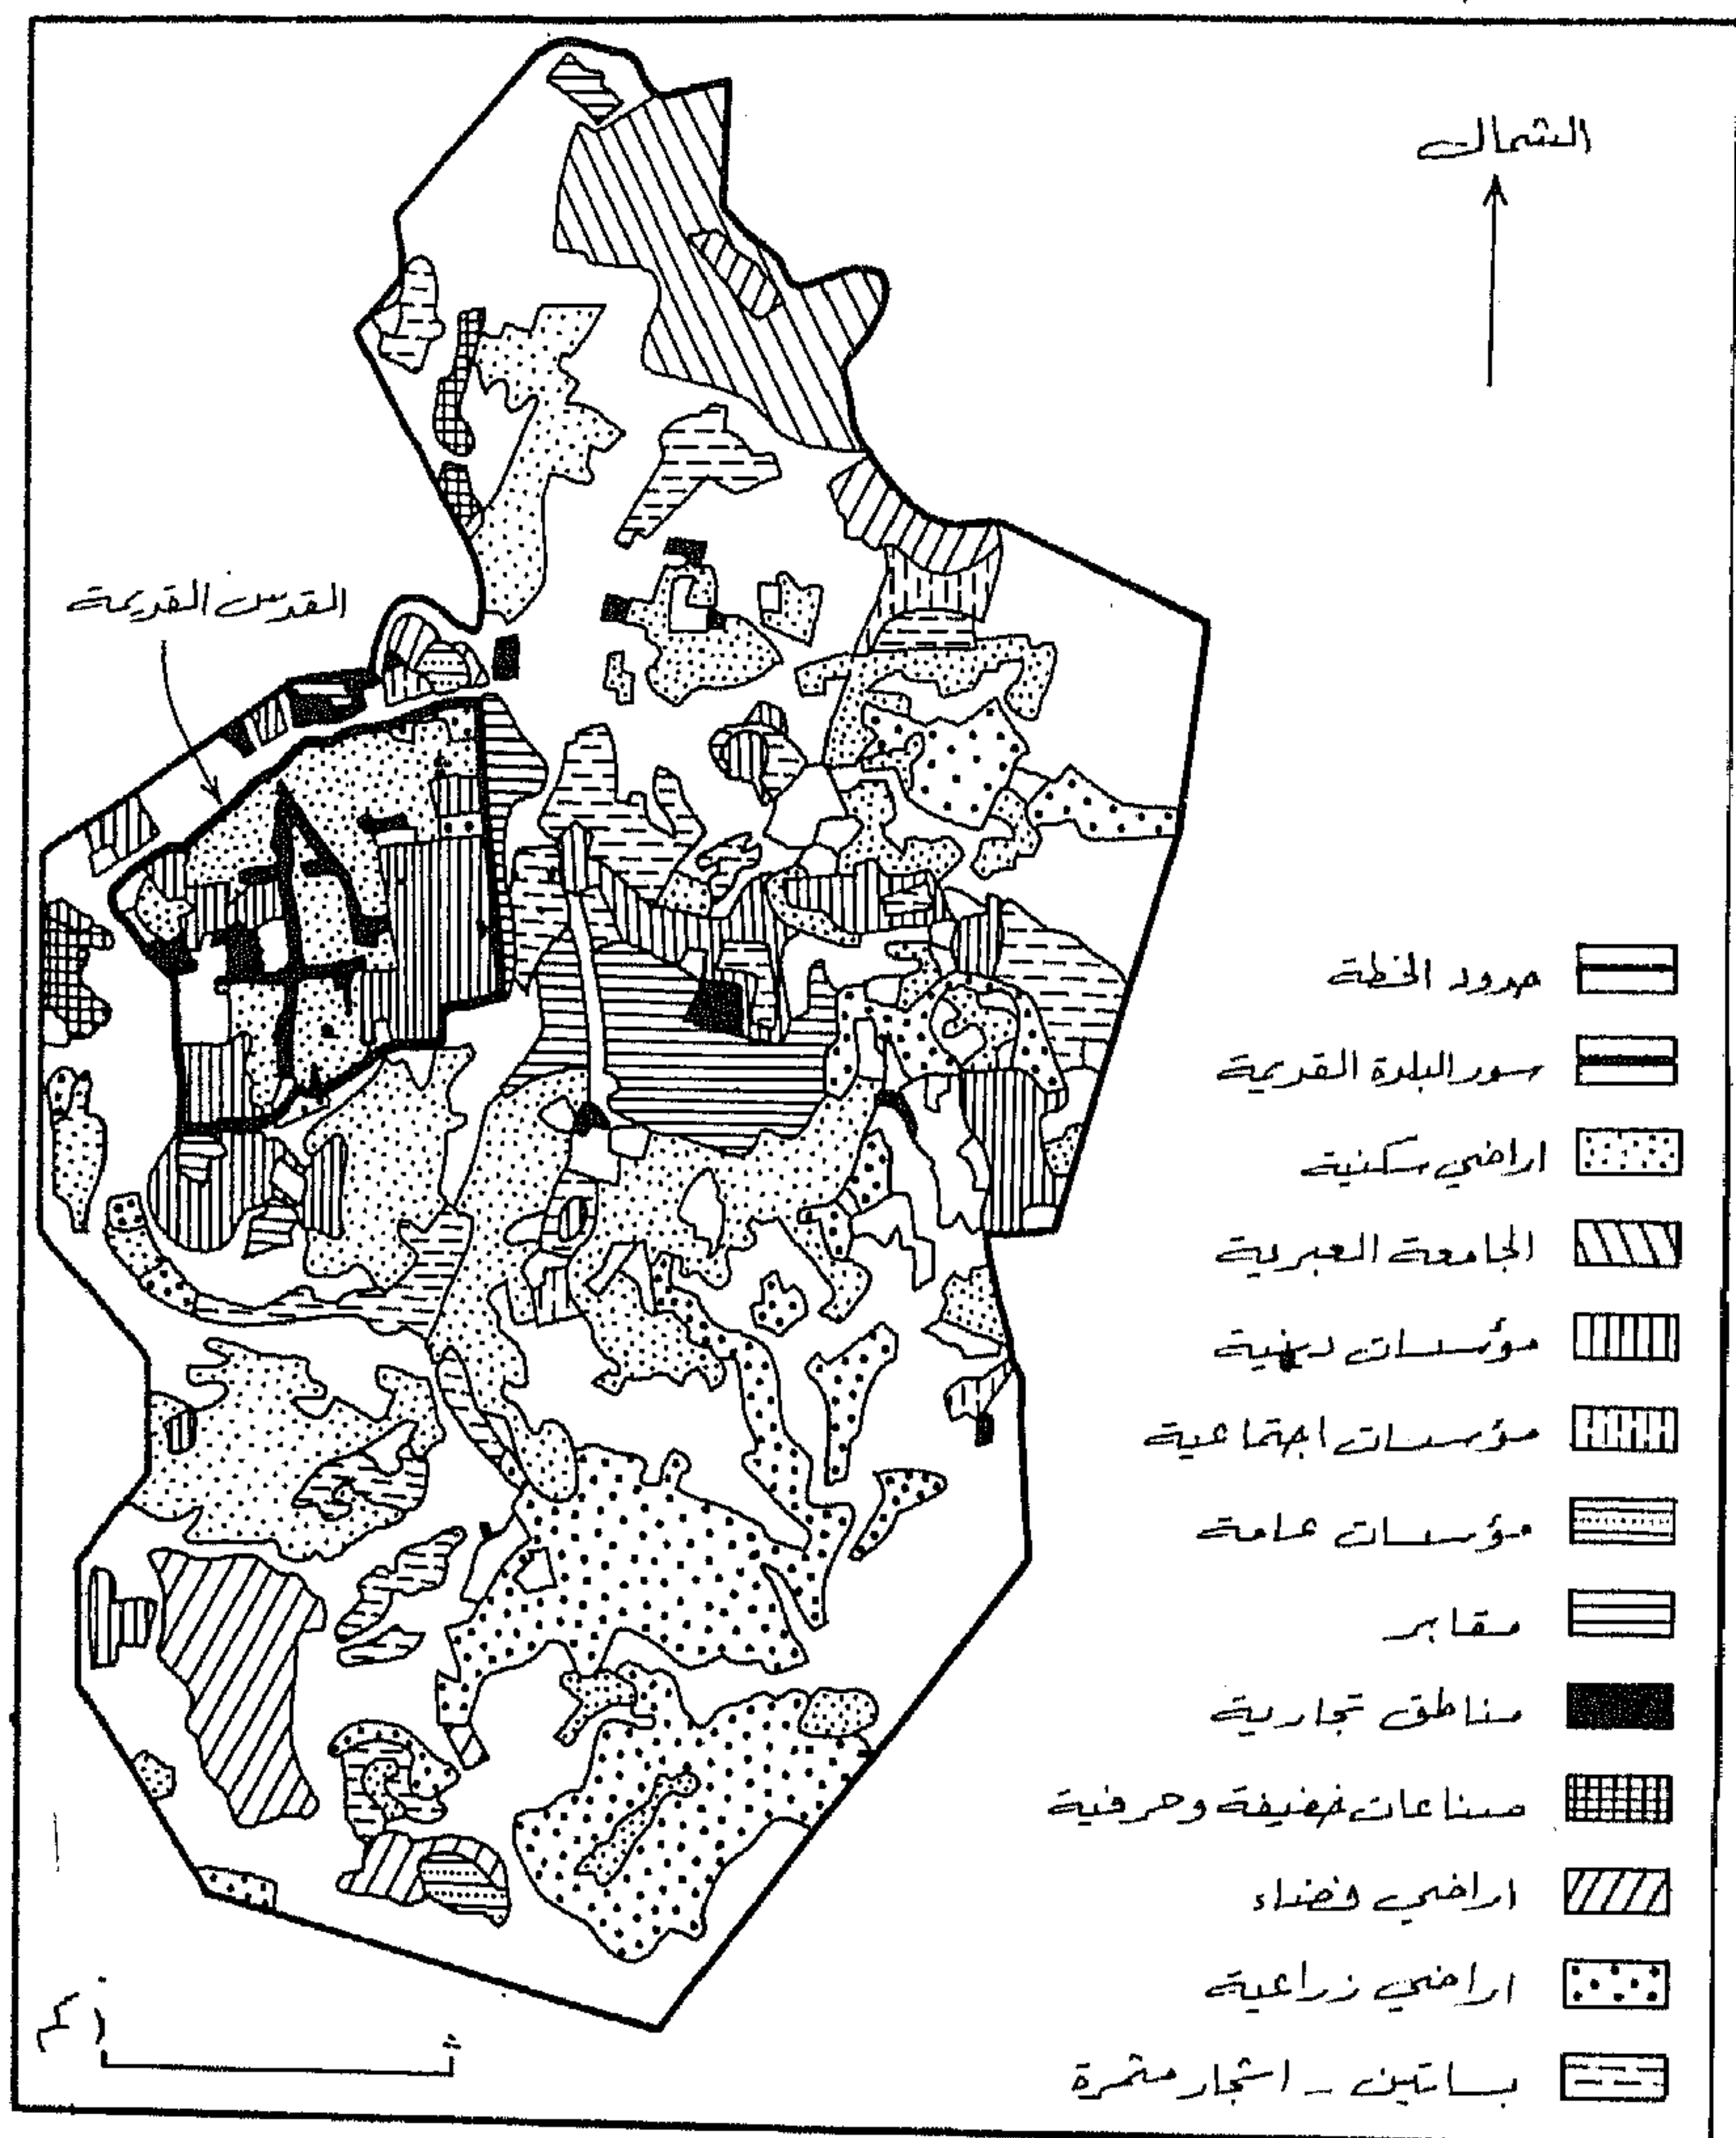 الشمال
القدس القديمة
حدود الخطة
سور البلدة القديمة
اراضي سكنية
الجامعة العبرية
مؤسسات دينية
مؤسسات اجتماعية
مؤسسات عامة
مقابر
مناطق تجارية
صناعات خفيفة وحرفية
اراضي فضاء
اراضي زراعية
بساتين - اشجار مثمرة
١كم